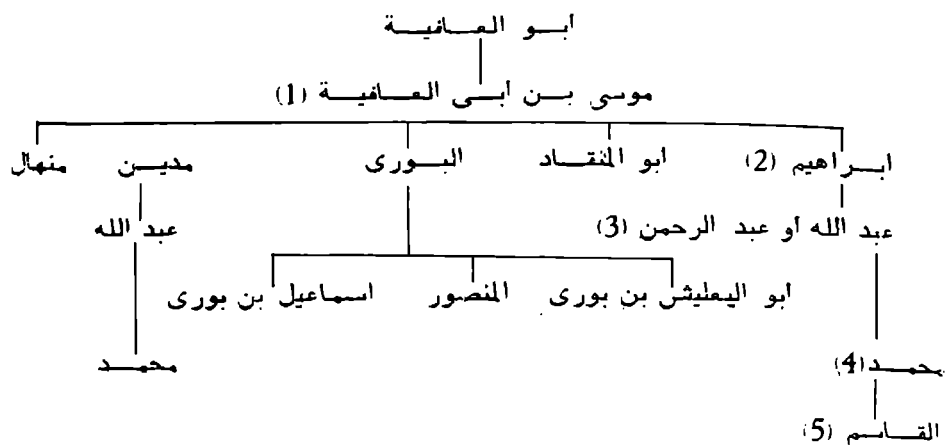 ابو العافية
موسى بن ابى العافية (1)
ابراهيم (2) ابو المنقاد البورى مدين منهال
عبد الله او عبد الرحمن (3) عبد الله
ابو اليعليش بن بورى المنصور اسماعيل بن بورى
محمد (4) محمد
القاسم (5)